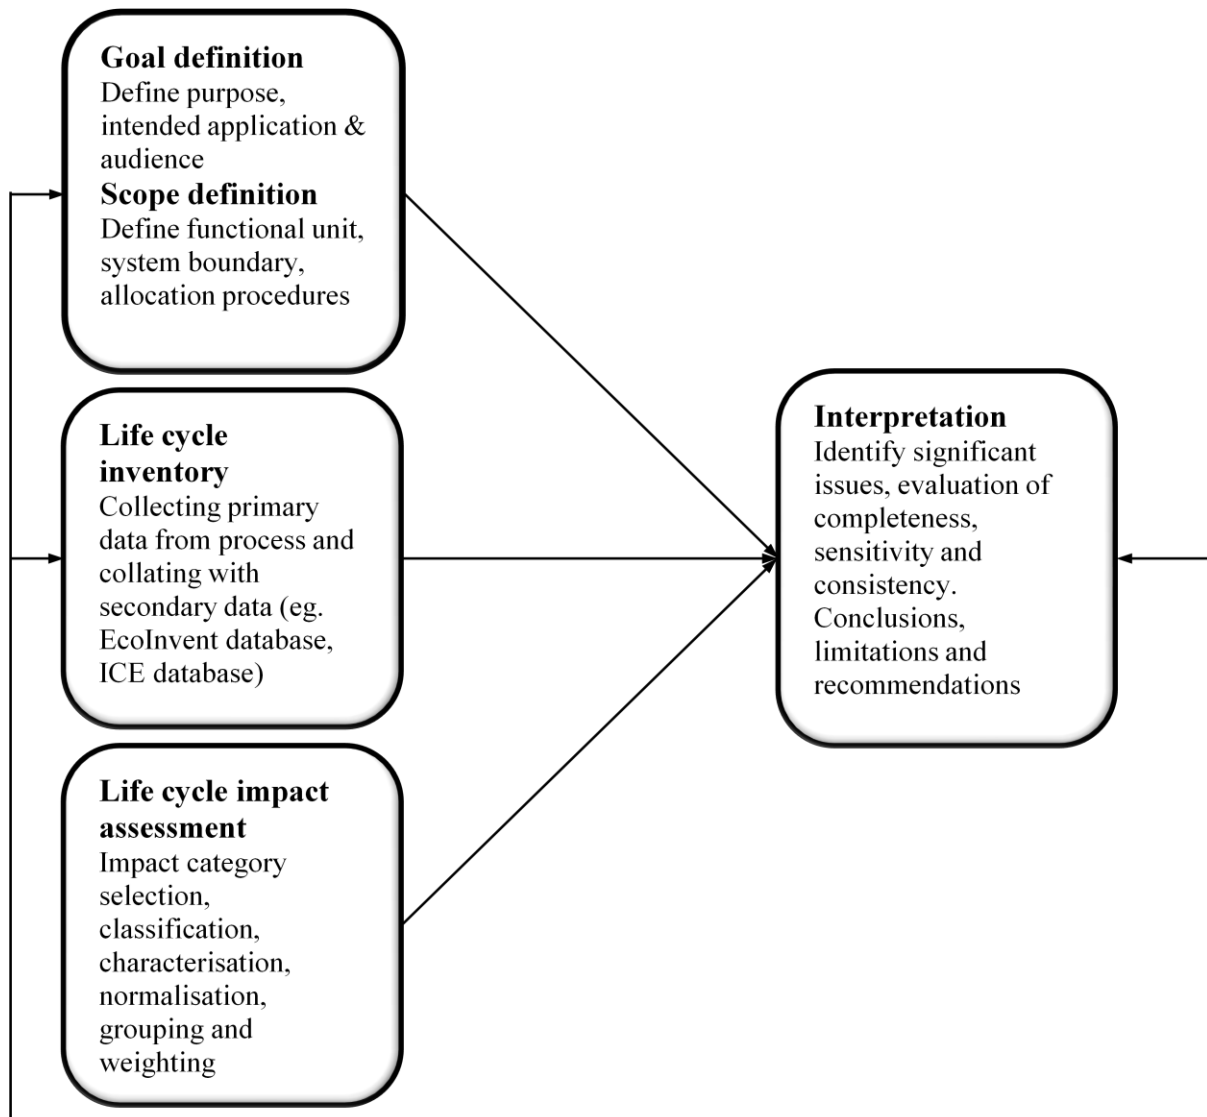 Goal definition
Define purpose,
intended application &
audience
Scope definition
Define functional unit,
system boundary,
allocation procedures
Life cycle
inventory
Collecting primary
data from process and
collating with
secondary data (eg.
EcoInvent database,
ICE database)
Life cycle impact
assessment
Impact category
selection,
classification,
characterisation,
normalisation,
grouping and
weighting
Interpretation
Identify significant
issues, evaluation of
completeness,
sensitivity and
consistency.
Conclusions,
limitations and
recommendations